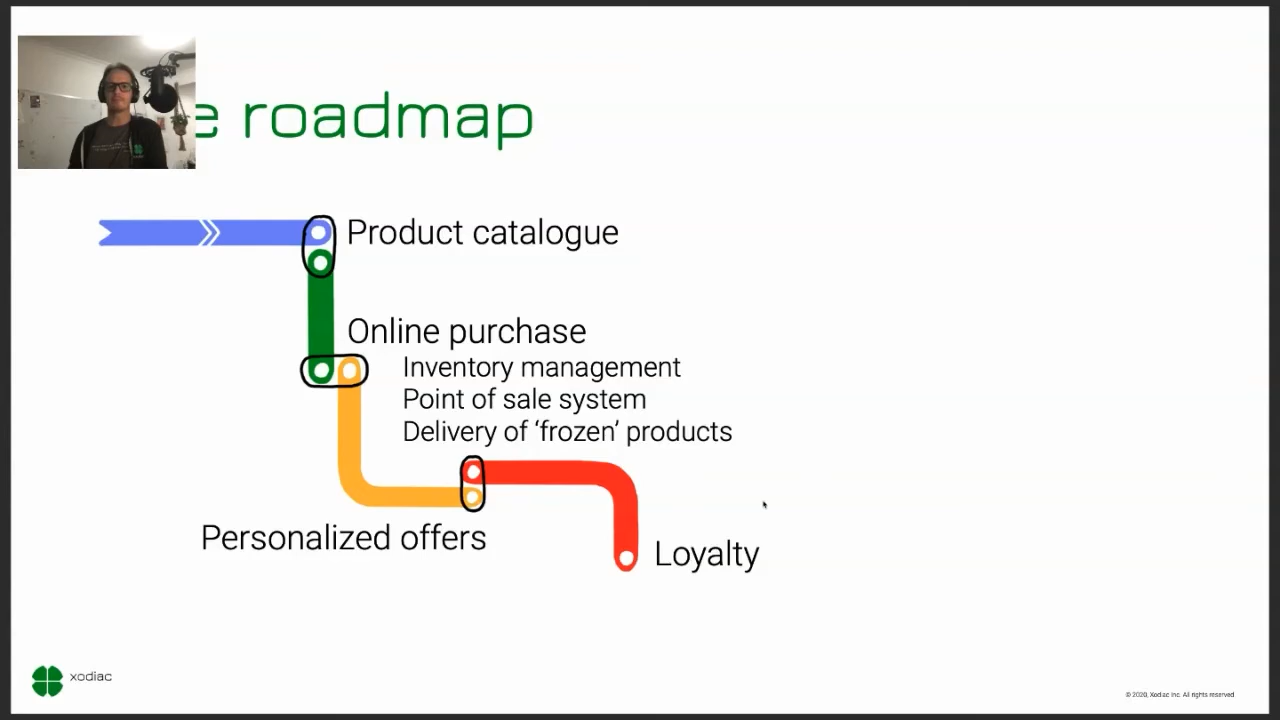 e roadmap
Product catalogue
Online purchase
Inventory management
Point of sale system
Delivery of ‘frozen’ products
Personalized offers
Loyalty
xodiac
© 2020, Xodiac Inc. All rights reserved